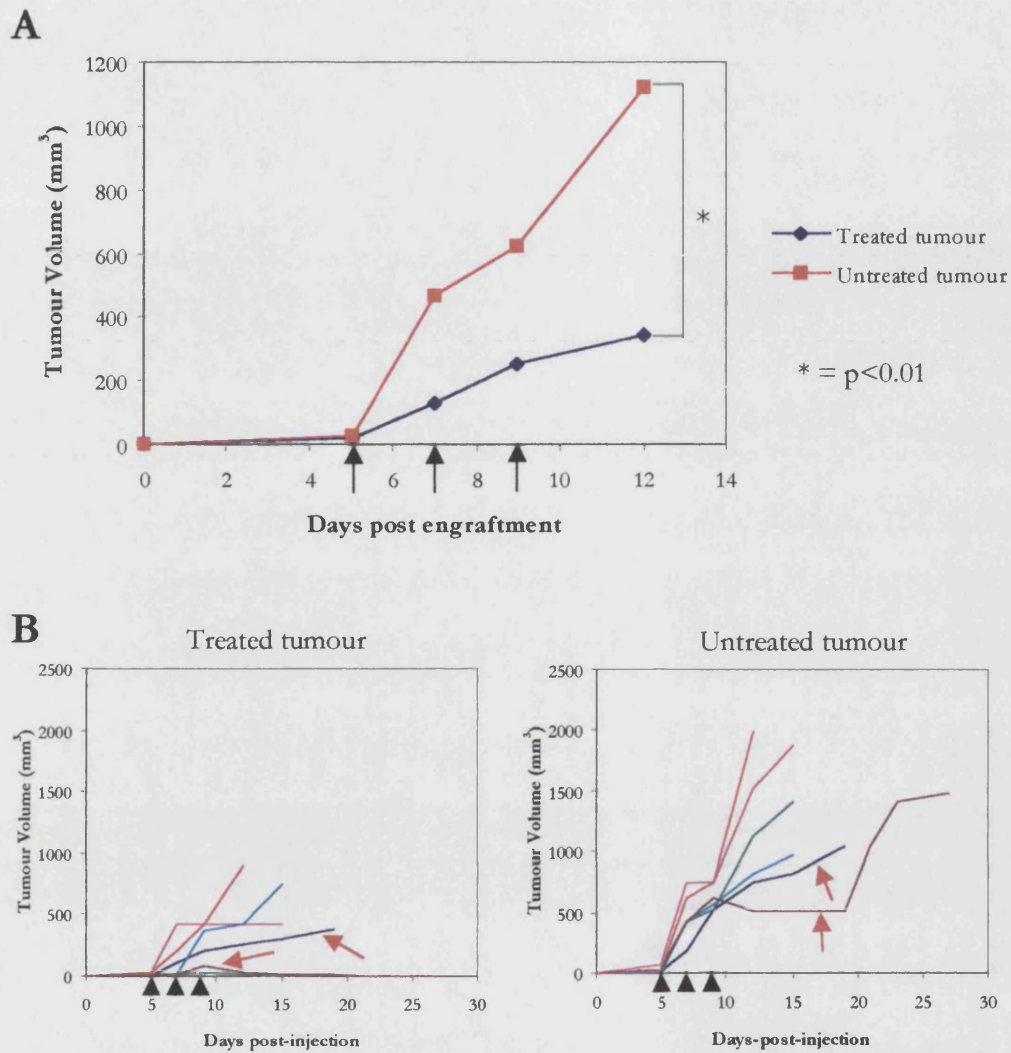 A
Tumour Volume (mm³)
1200
1000
800
600
400
200
0
0 2 4 6 8 10 12 14
Days post engraftment
*
Treated tumour
Untreated tumour
* = p<0.01
B
Treated tumour
Tumour Volume (mm³)
2500
2000
1500
1000
500
0
0 5 10 15 20 25 30
Days post-injection
Untreated tumour
Tumour Volume (mm³)
2500
2000
1500
1000
500
0
0 5 10 15 20 25 30
Days-post-injection